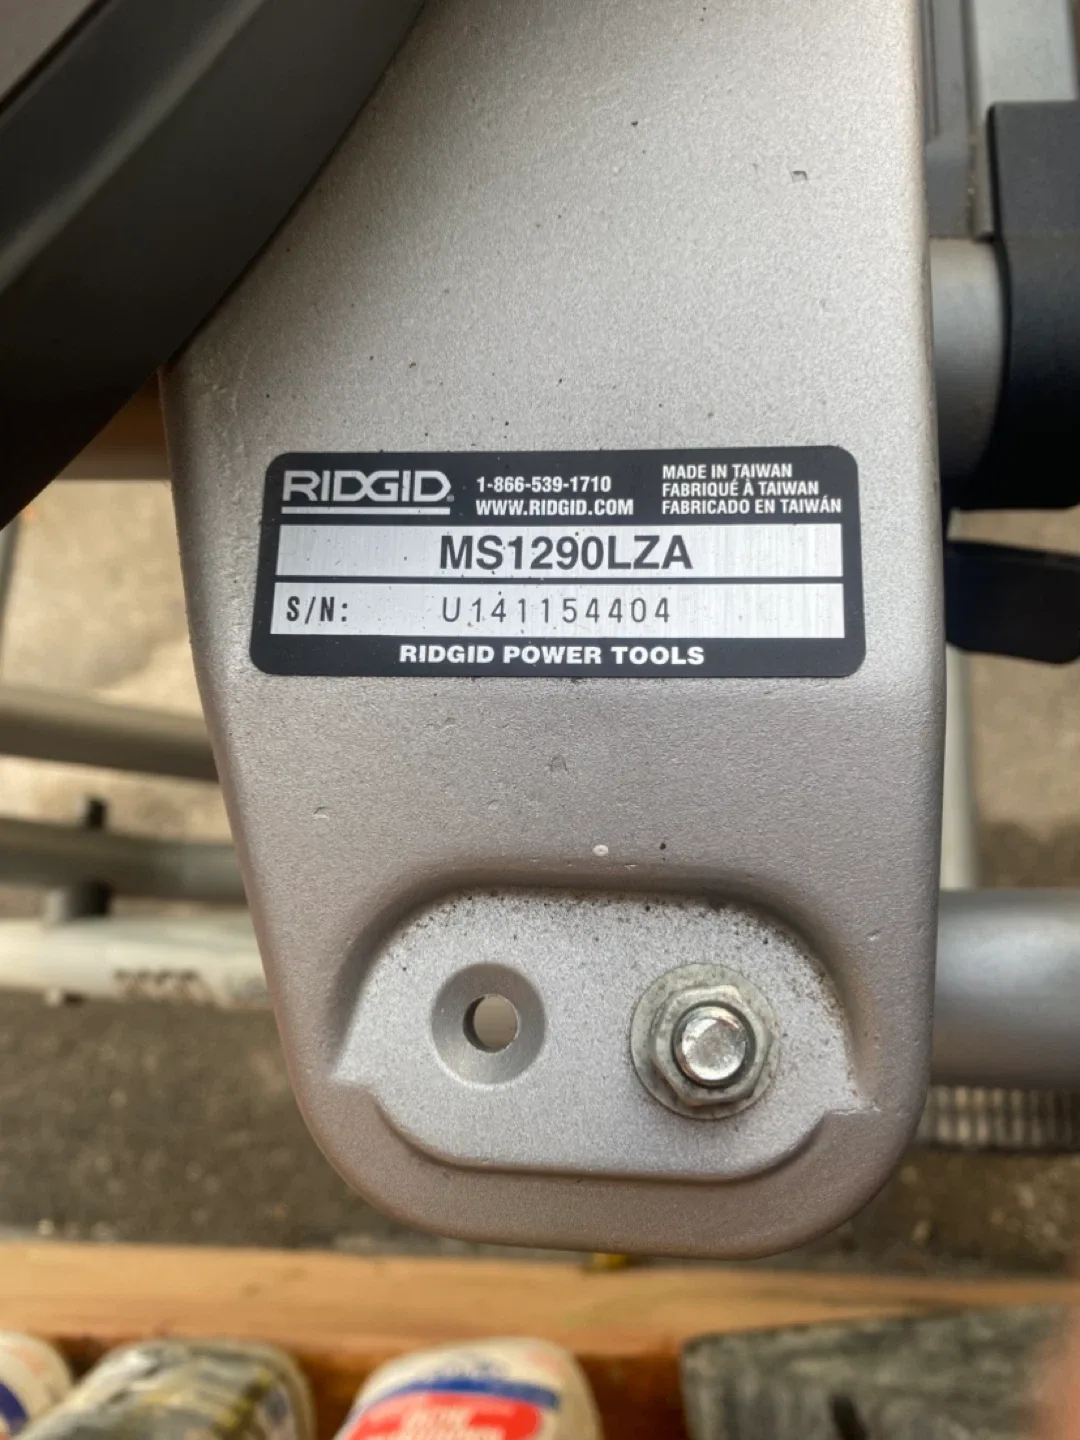 RIDGID®
1-866-539-1710
WWW.RIDGID.COM
MADE IN TAIWAN
FABRIQUÉ À TAIWAN
FABRICADO EN TAIWÁN
MS1290LZA
S/N: U141154404
RIDGID POWER TOOLS